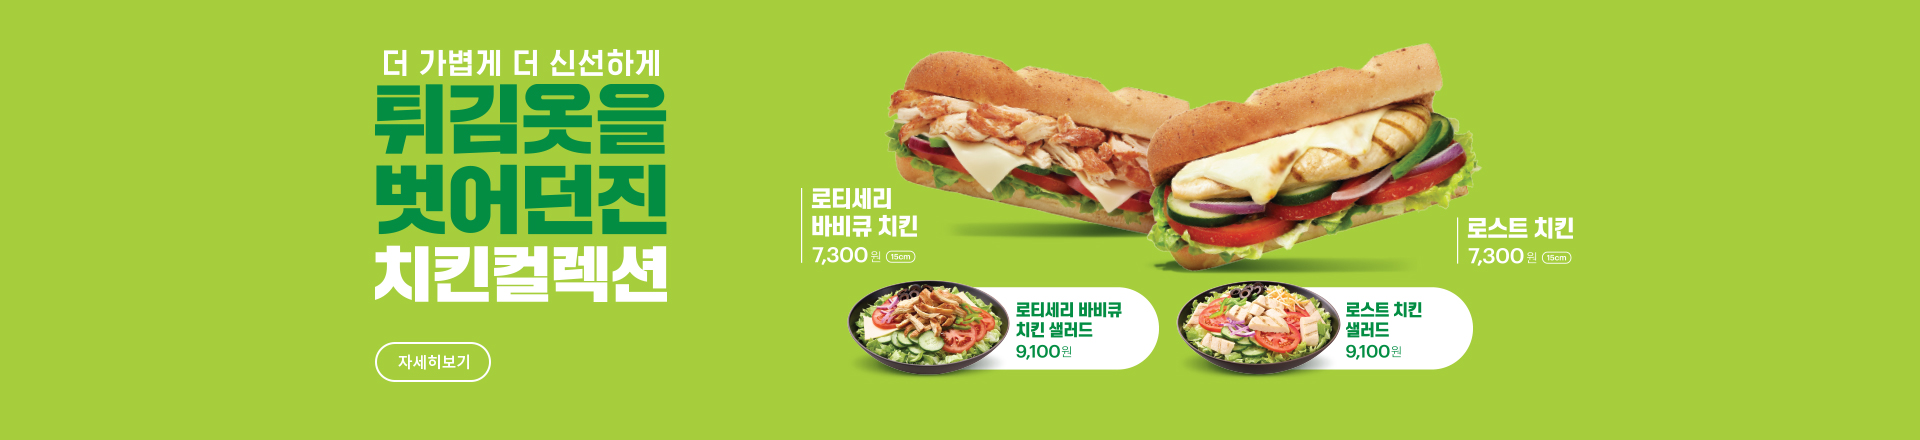 더 가볍게 더 신선하게
튀김옷을
벗어던진
치킨컬렉션
자세히보기
로티세리
바비큐 치킨
7,300원 15cm
로스트 치킨
7,300원 15cm
로티세리 바비큐
치킨 샐러드
9,100원
로스트 치킨
샐러드
9,100원